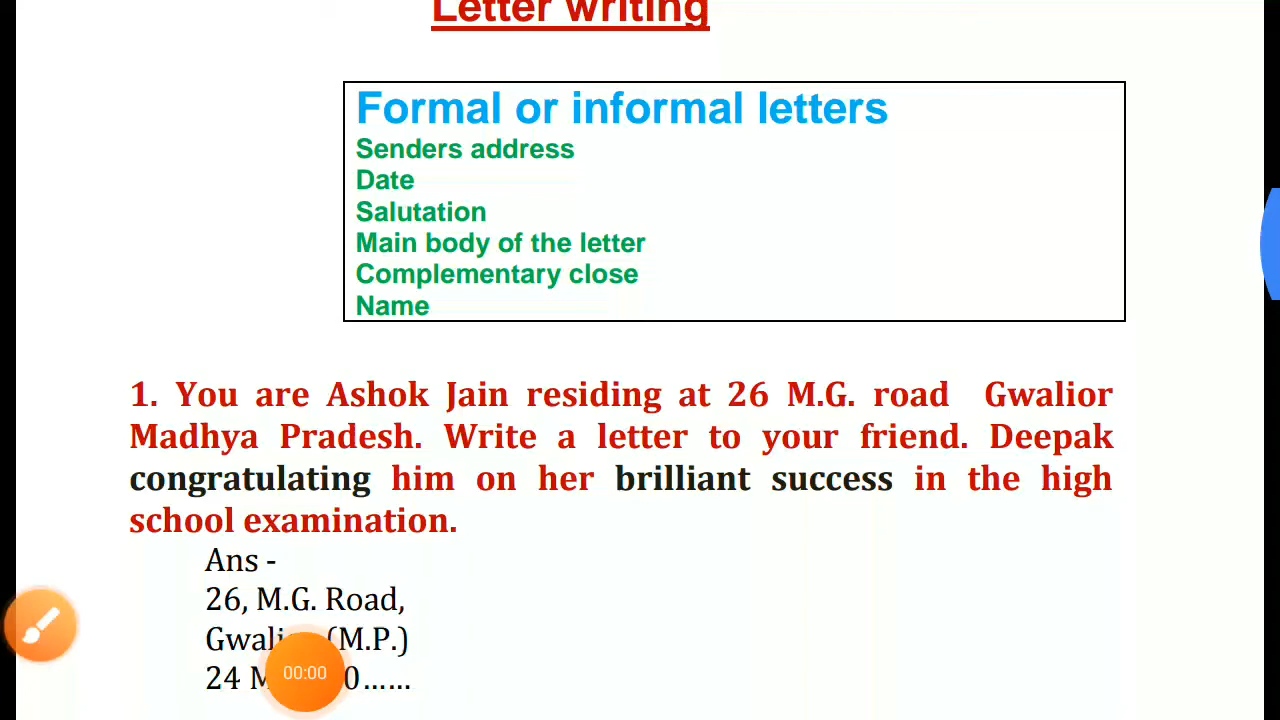 Letter writing
Formal or informal letters
Senders address
Date
Salutation
Main body of the letter
Complementary close
Name
1. You are Ashok Jain residing at 26 M.G. road Gwalior
Madhya Pradesh. Write a letter to your friend. Deepak
congratulating him on her brilliant success in the high
school examination.
Ans -
26, M.G. Road,
(M.P.)
24
00:00